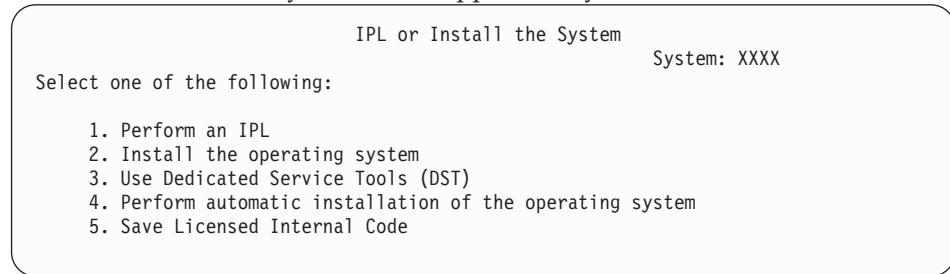 IPL or Install the System
System: XXXX
Select one of the following:
1. Perform an IPL
2. Install the operating system
3. Use Dedicated Service Tools (DST)
4. Perform automatic installation of the operating system
5. Save Licensed Internal Code